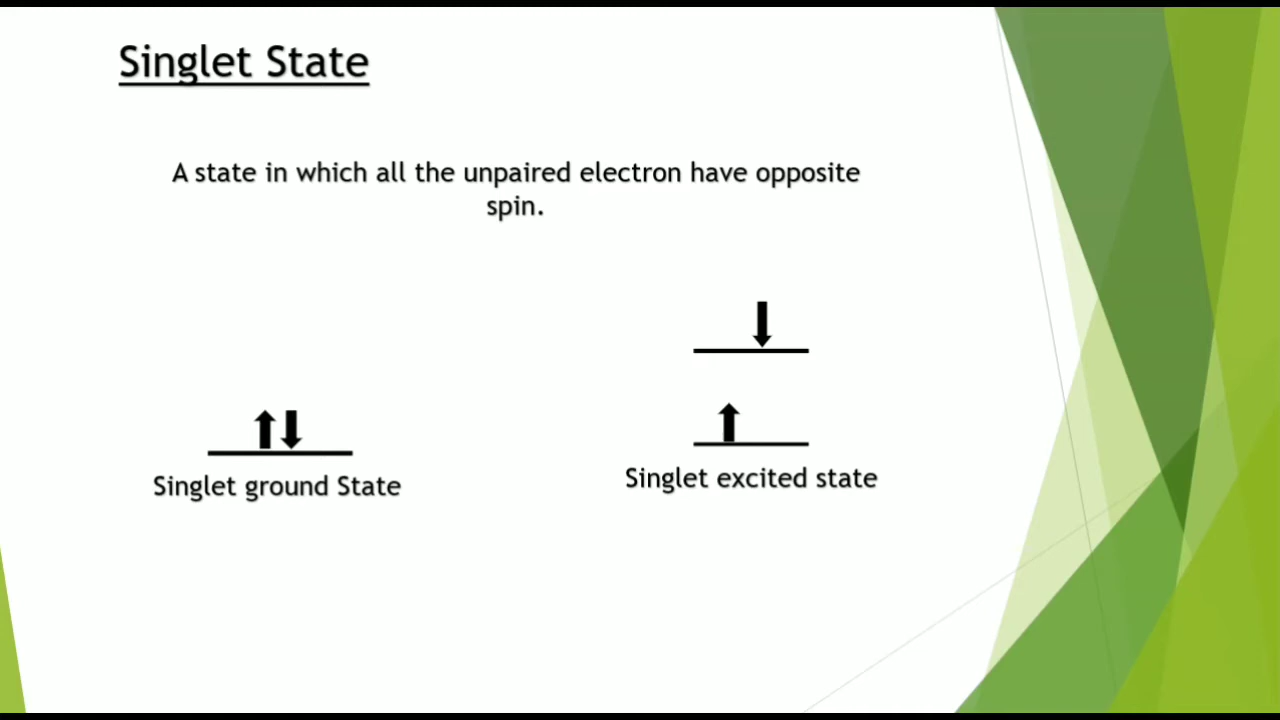 Singlet State
A state in which all the unpaired electron have opposite
spin.
Singlet ground State
Singlet excited state